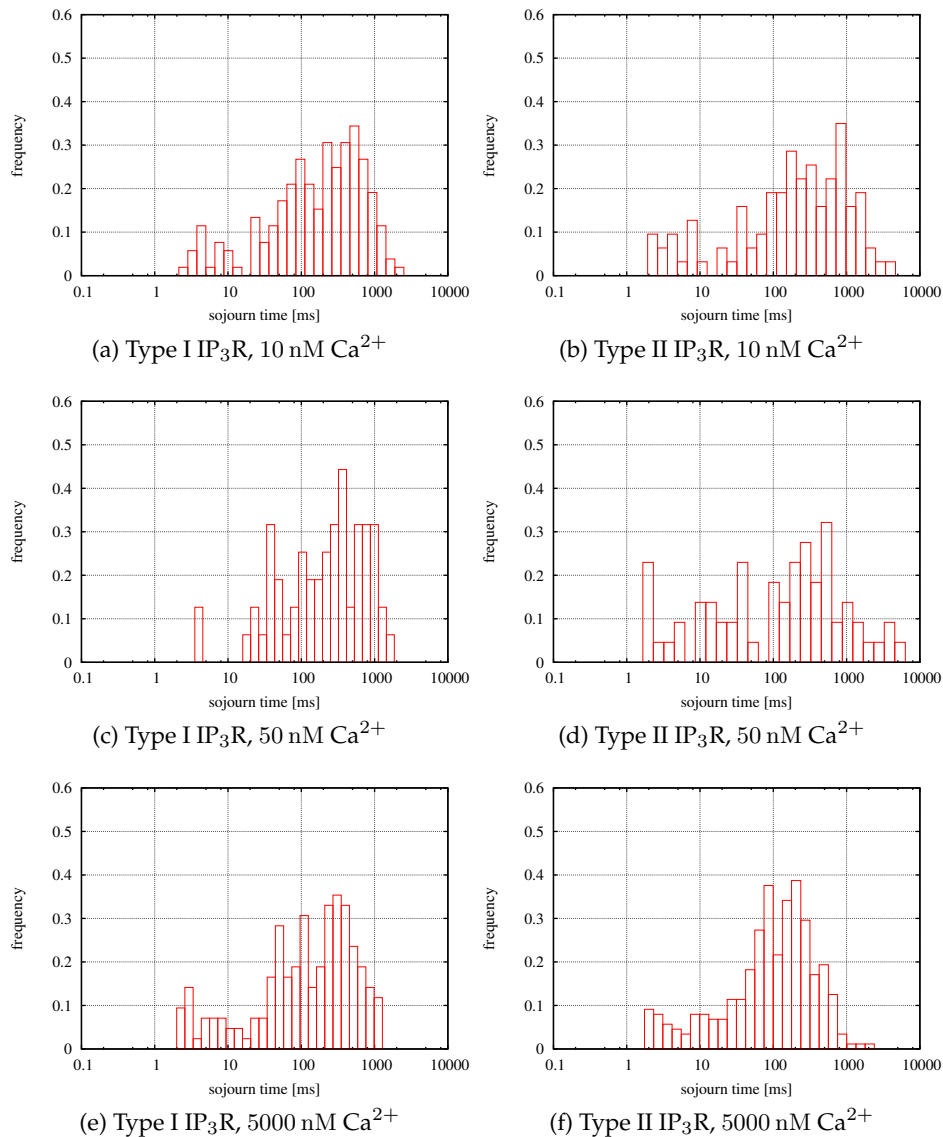 0.6
0.5
0.4
0.3
0.2
0.1
0
frequency
0.1 1 10 100 1000 10000
sojourn time [ms]
(a) Type I IP₃R, 10 nM Ca²⁺
0.6
0.5
0.4
0.3
0.2
0.1
0
frequency
0.1 1 10 100 1000 10000
sojourn time [ms]
(b) Type II IP₃R, 10 nM Ca²⁺
0.6
0.5
0.4
0.3
0.2
0.1
0
frequency
0.1 1 10 100 1000 10000
sojourn time [ms]
(c) Type I IP₃R, 50 nM Ca²⁺
0.6
0.5
0.4
0.3
0.2
0.1
0
frequency
0.1 1 10 100 1000 10000
sojourn time [ms]
(d) Type II IP₃R, 50 nM Ca²⁺
0.6
0.5
0.4
0.3
0.2
0.1
0
frequency
0.1 1 10 100 1000 10000
sojourn time [ms]
(e) Type I IP₃R, 5000 nM Ca²⁺
0.6
0.5
0.4
0.3
0.2
0.1
0
frequency
0.1 1 10 100 1000 10000
sojourn time [ms]
(f) Type II IP₃R, 5000 nM Ca²⁺